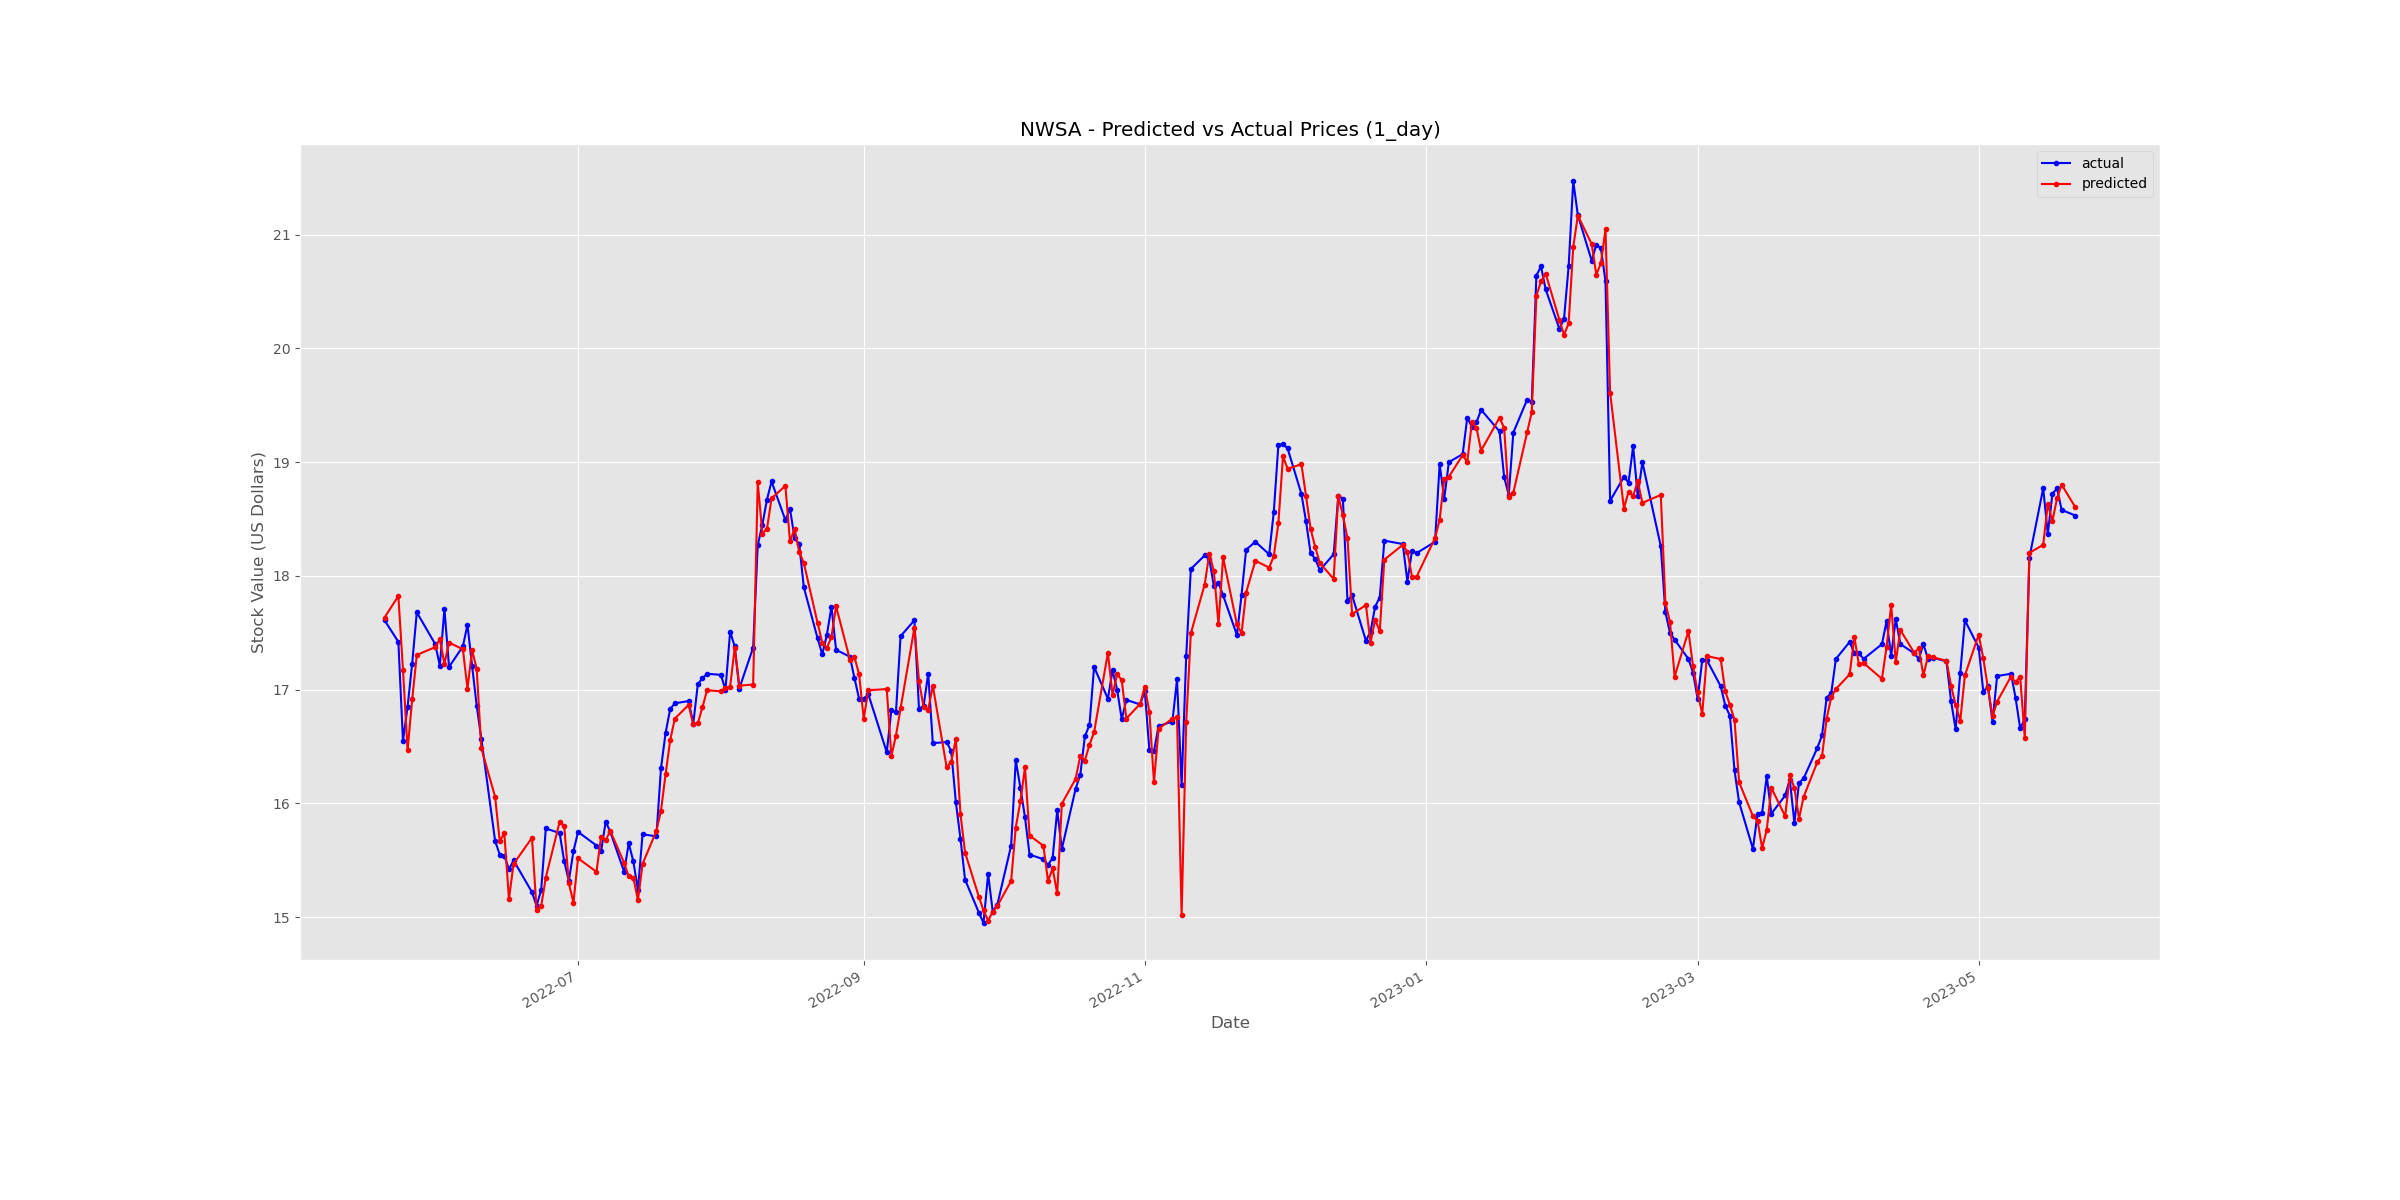 NWSA - Predicted vs Actual Prices (1_day)
actual
predicted
Stock Value (US Dollars)
21
20
19
18
17
16
15
2022-07
2022-09
2022-11
2023-01
2023-03
2023-05
Date